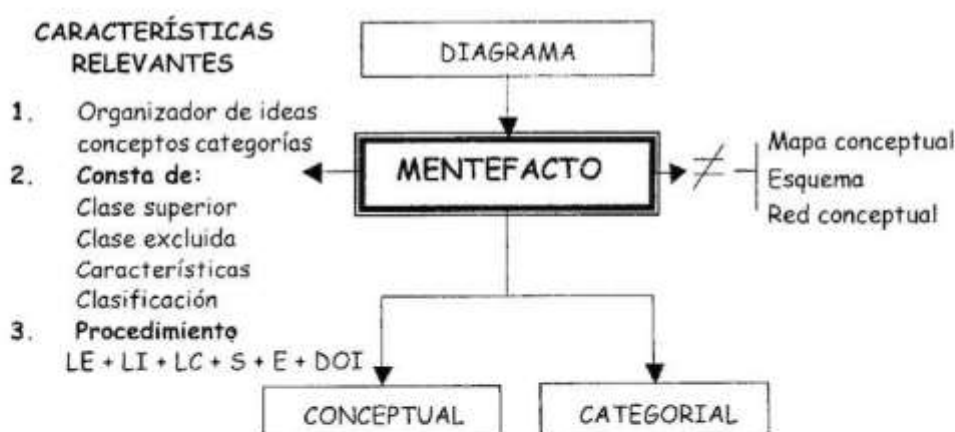 CARACTERÍSTICAS
RELEVANTES
1. Organizador de ideas
conceptos categorías
2. Consta de:
Clase superior
Clase excluida
Características
Clasificación
3. Procedimiento
LE + LI + LC + S + E + DOI
DIAGRAMA
MENTEFACTO
≠
Mapa conceptual
Esquema
Red conceptual
CONCEPTUAL
CATEGORIAL